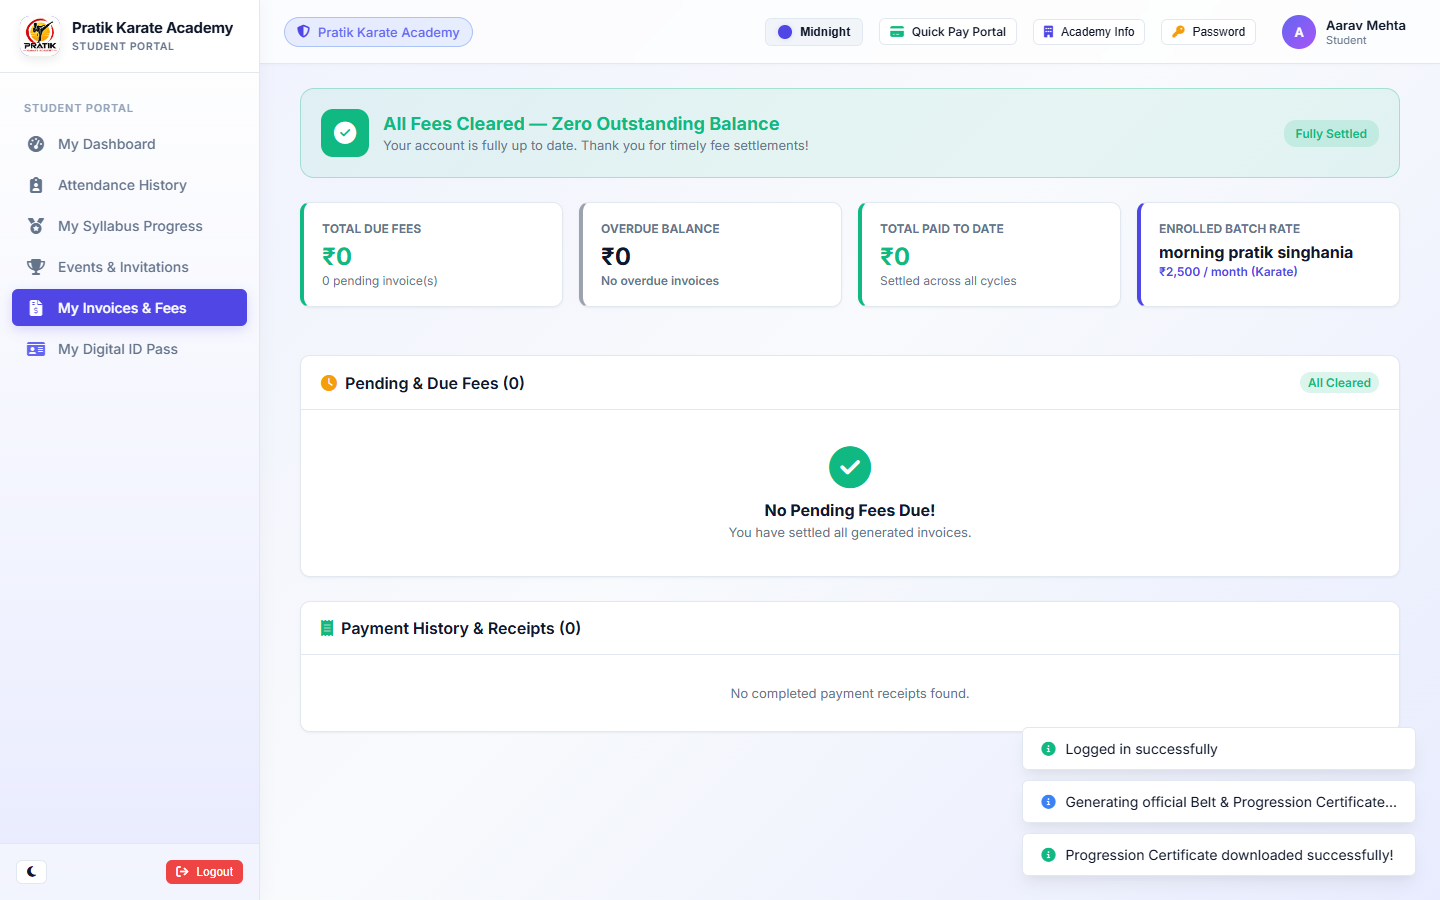 PRATIK
Pratik Karate Academy
STUDENT PORTAL
Pratik Karate Academy
Midnight
Quick Pay Portal
Academy Info
Password
A
Aarav Mehta
Student
STUDENT PORTAL
My Dashboard
Attendance History
My Syllabus Progress
Events & Invitations
My Invoices & Fees
My Digital ID Pass
Logout
All Fees Cleared — Zero Outstanding Balance
Your account is fully up to date. Thank you for timely fee settlements!
Fully Settled
TOTAL DUE FEES
₹0
0 pending invoice(s)
OVERDUE BALANCE
₹0
No overdue invoices
TOTAL PAID TO DATE
₹0
Settled across all cycles
ENROLLED BATCH RATE
morning pratik singhania
₹2,500 / month (Karate)
Pending & Due Fees (0)
All Cleared
No Pending Fees Due!
You have settled all generated invoices.
Payment History & Receipts (0)
No completed payment receipts found.
Logged in successfully
Generating official Belt & Progression Certificate...
Progression Certificate downloaded successfully!